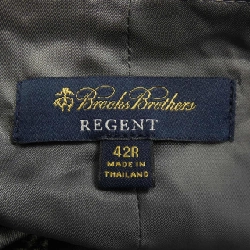 Brooks Brothers
REGENT
42R
MADE IN
THAILAND